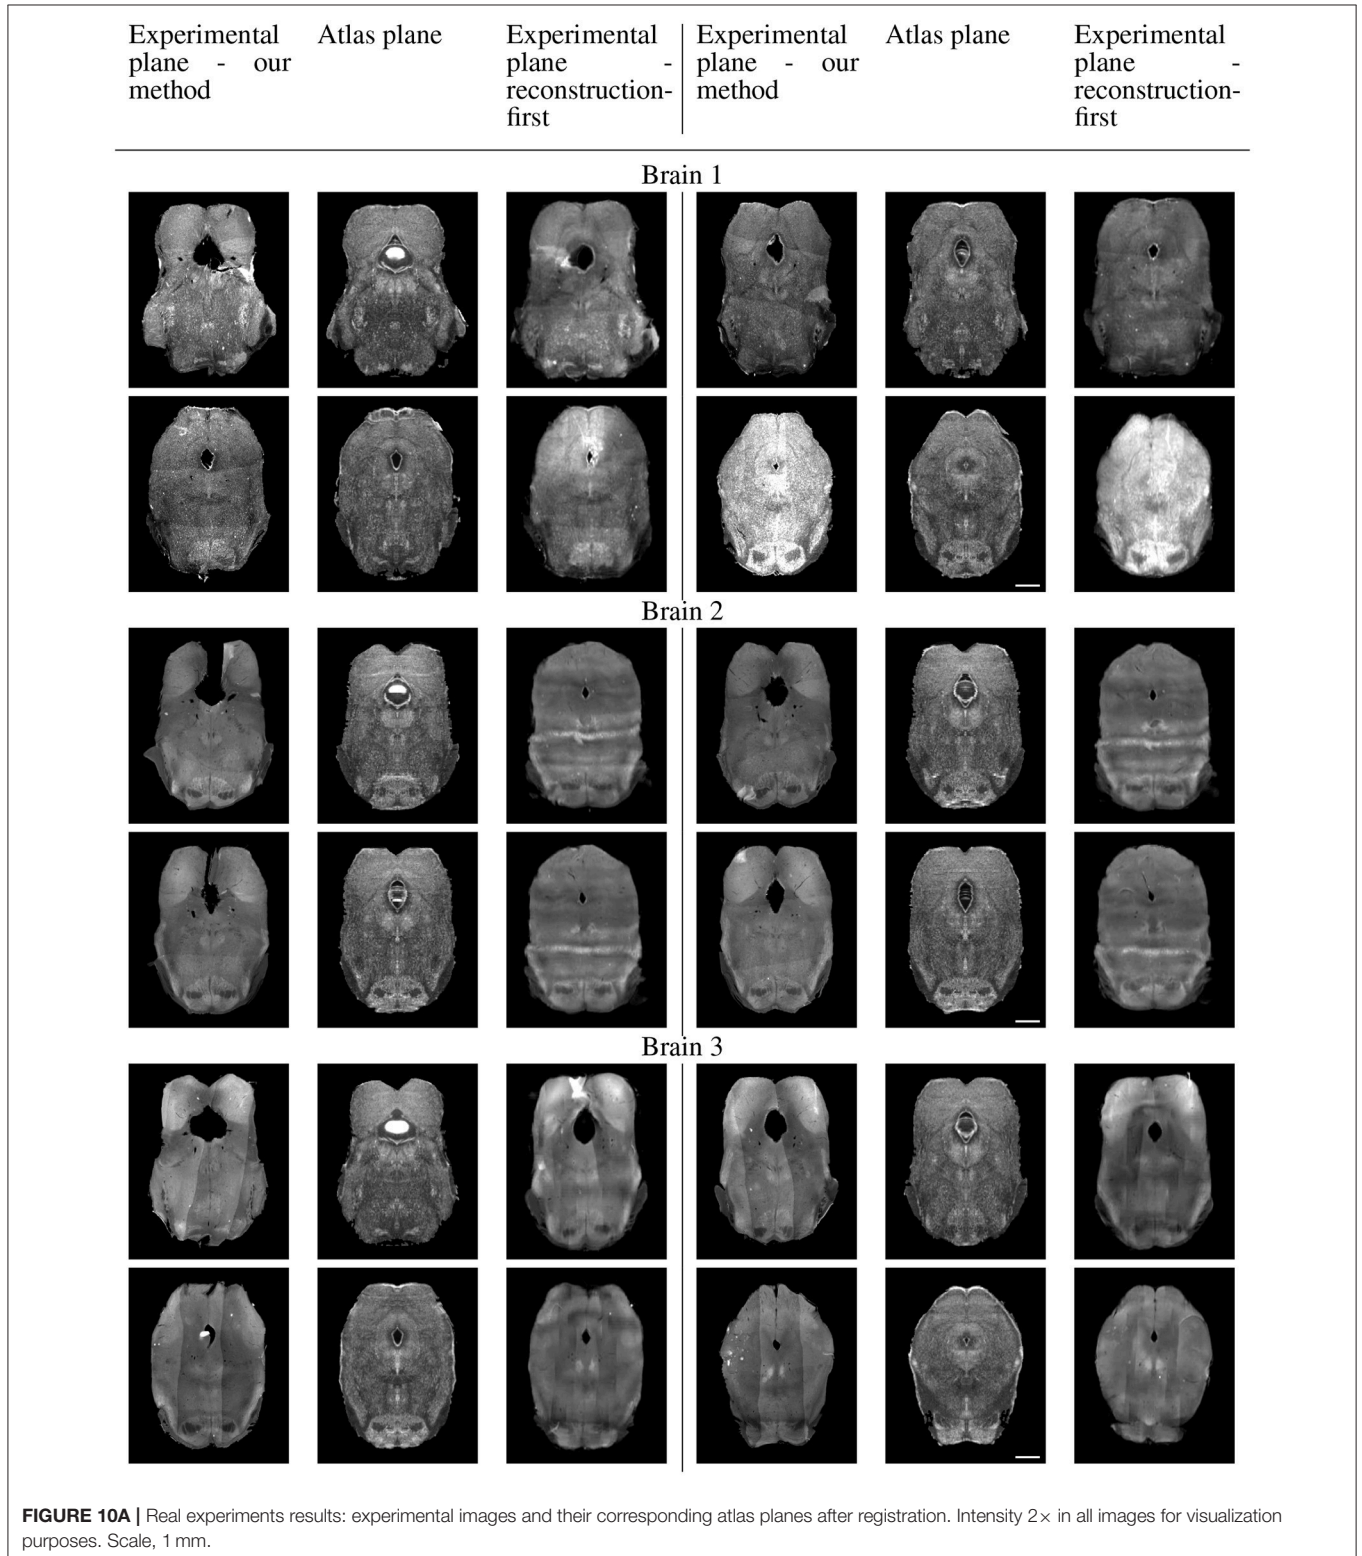 Experimental plane - our method
Atlas plane
Experimental plane - reconstruction-first
Experimental plane - our method
Atlas plane
Experimental plane - reconstruction-first
Brain 1
Brain 2
Brain 3
FIGURE 10A | Real experiments results: experimental images and their corresponding atlas planes after registration. Intensity 2× in all images for visualization
purposes. Scale, 1 mm.